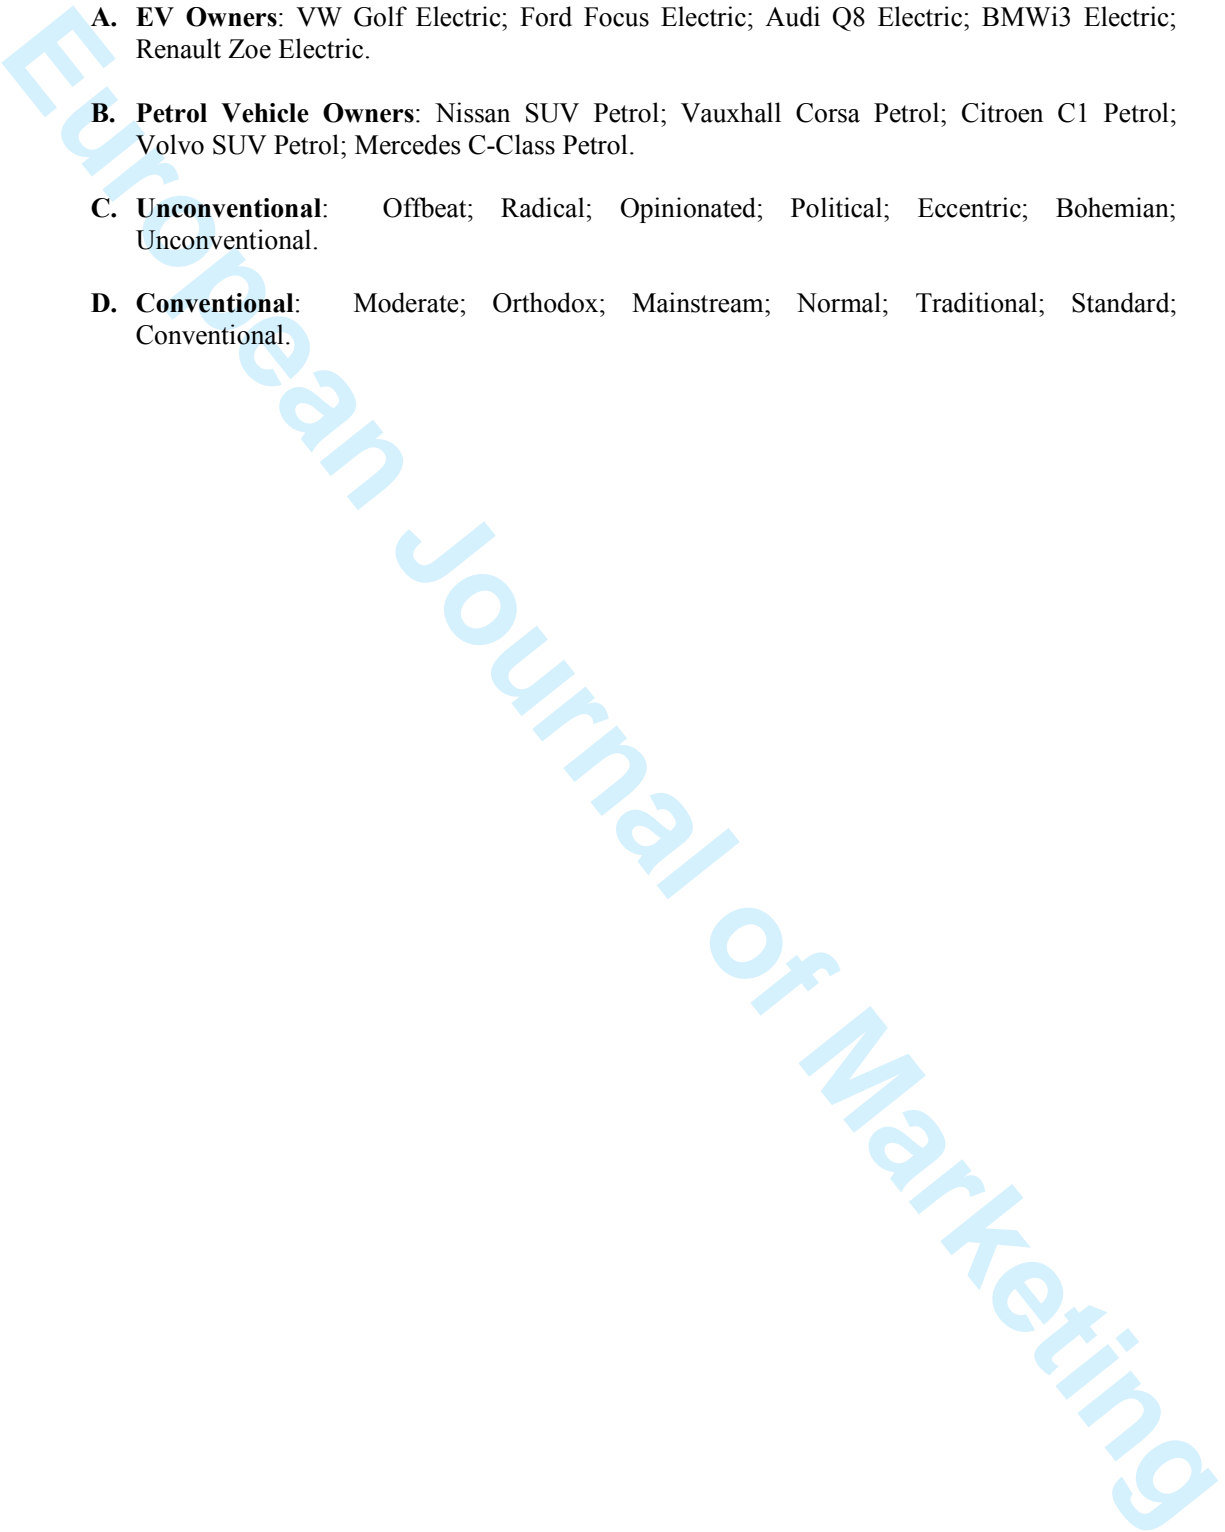 A. EV Owners: VW Golf Electric; Ford Focus Electric; Audi Q8 Electric; BMWi3 Electric;
Renault Zoe Electric.
B. Petrol Vehicle Owners: Nissan SUV Petrol; Vauxhall Corsa Petrol; Citroen C1 Petrol;
Volvo SUV Petrol; Mercedes C-Class Petrol.
C. Unconventional: Offbeat; Radical; Opinionated; Political; Eccentric; Bohemian;
Unconventional.
D. Conventional: Moderate; Orthodox; Mainstream; Normal; Traditional; Standard;
Conventional.
European Journal of Marketing